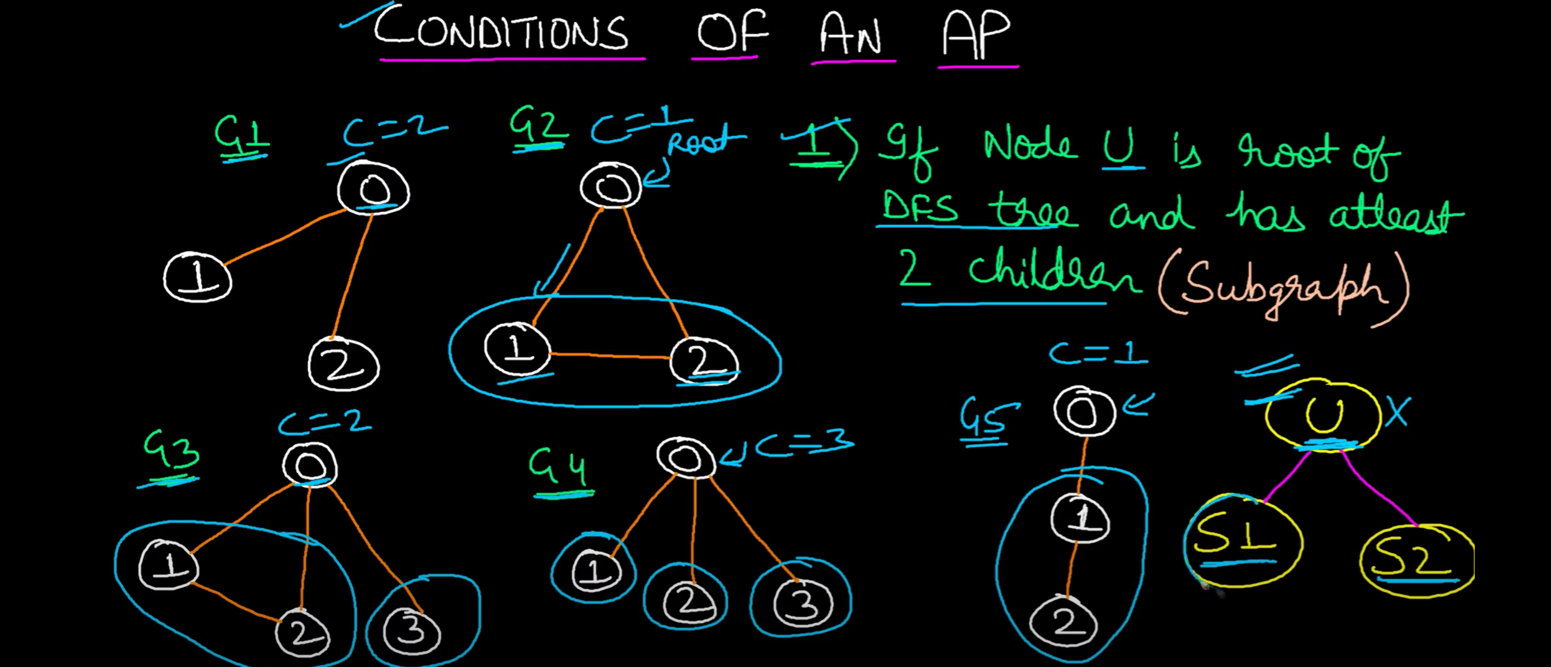 CONDITIONS OF AN AP
G1 C=2
0
1
2
G2 C=1
Root
0
1
2
1) If Node U is root of
DFS tree and has atleast
2 children (Subgraph)
G3 C=2
0
1
2
3
G4 C=3
0
1
2
3
G5 C=1
0
1
2
U X
S1
S2